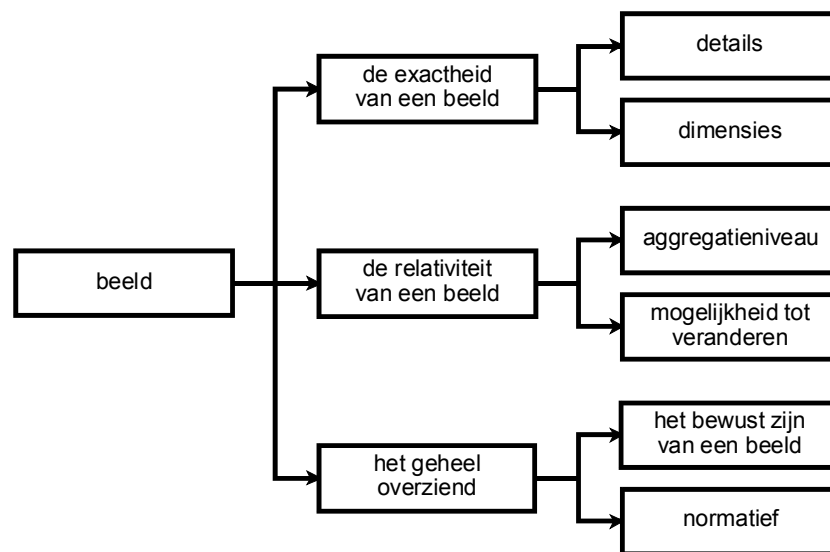 beeld
de exactheid
van een beeld
details
dimensies
de relativiteit
van een beeld
aggregatieniveau
mogelijkheid tot
veranderen
het geheel
overziend
het bewust zijn
van een beeld
normatief